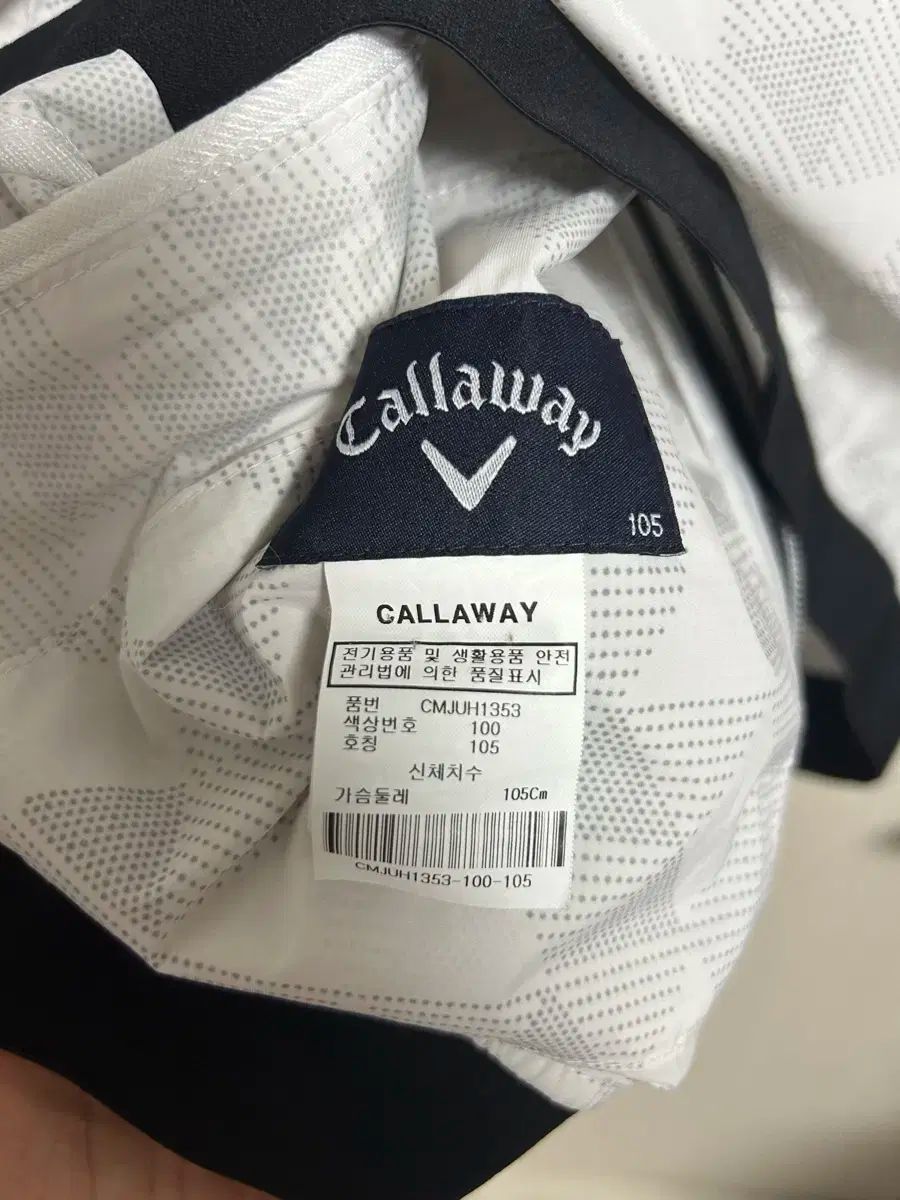 Callaway
105
CALLAWAY
전기용품 및 생활용품 안전
관리법에 의한 품질표시
품번 CMJUH1353
색상번호 100
호칭 105
신체치수
가슴둘레 105Cm
CMJUH1353-100-105